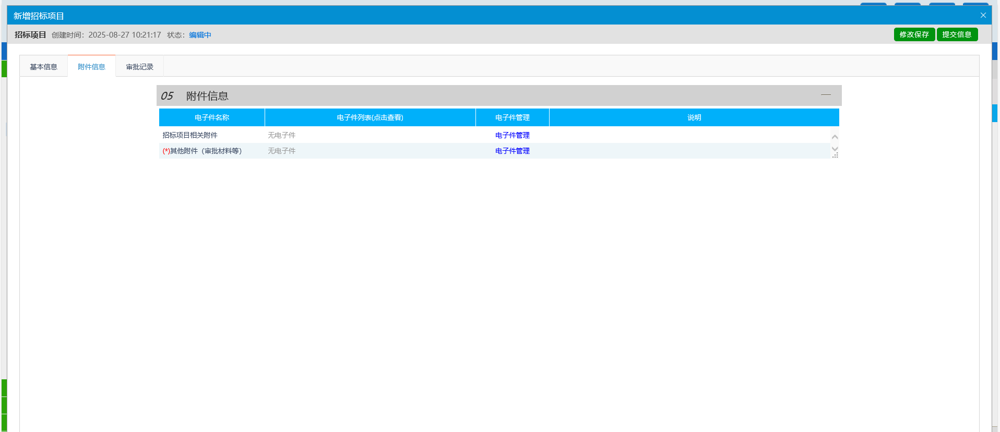 新增招标项目
招标项目 创建时间：2025-08-27 10:21:17 状态：编辑中 修改保存 提交信息
基本信息 附件信息 审批记录
05 附件信息
电子件名称 电子件列表(点击查看) 电子件管理 说明
招标项目相关附件 无电子件 电子件管理
(*)其他附件（审批材料等） 无电子件 电子件管理